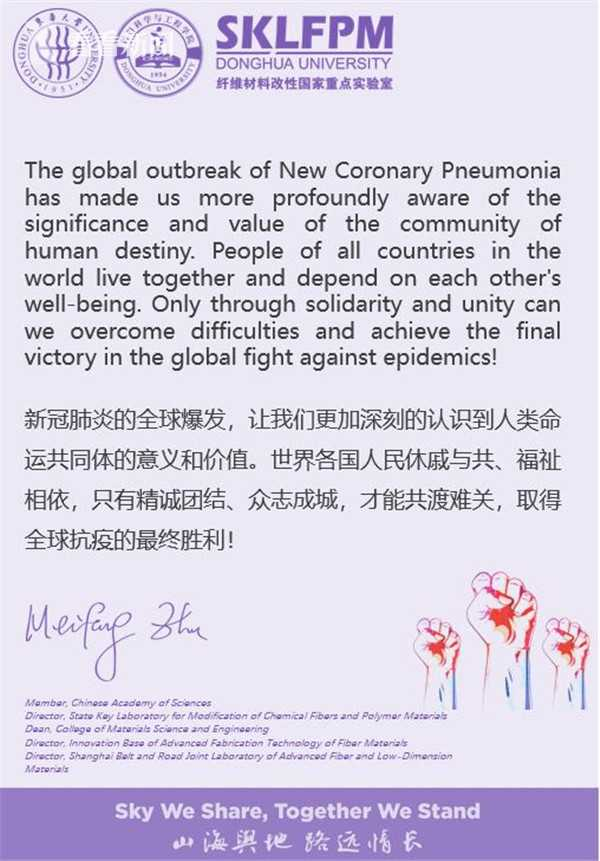 SKLFPM
DONGHUA UNIVERSITY
纤维材料改性国家重点实验室
DONGHUA UNIVERSITY
1951
1954
DONGHUA UNIVERSITY
The global outbreak of New Coronary Pneumonia
has made us more profoundly aware of the
significance and value of the community of
human destiny. People of all countries in the
world live together and depend on each other's
well-being. Only through solidarity and unity can
we overcome difficulties and achieve the final
victory in the global fight against epidemics!
新冠肺炎的全球爆发，让我们更加深刻的认识到人类命
运共同体的意义和价值。世界各国人民休戚与共、福祉
相依，只有精诚团结、众志成城，才能共渡难关，取得
全球抗疫的最终胜利！
Meifang Zhu
Member, Chinese Academy of Sciences
Director, State Key Laboratory for Modification of Chemical Fibers and Polymer Materials
Dean, College of Materials Science and Engineering
Director, Innovation Base of Advanced Fabrication Technology of Fiber Materials
Director, Shanghai Belt and Road Joint Laboratory of Advanced Fiber and Low-Dimension
Materials
Sky We Share, Together We Stand
山海與地 路远情长